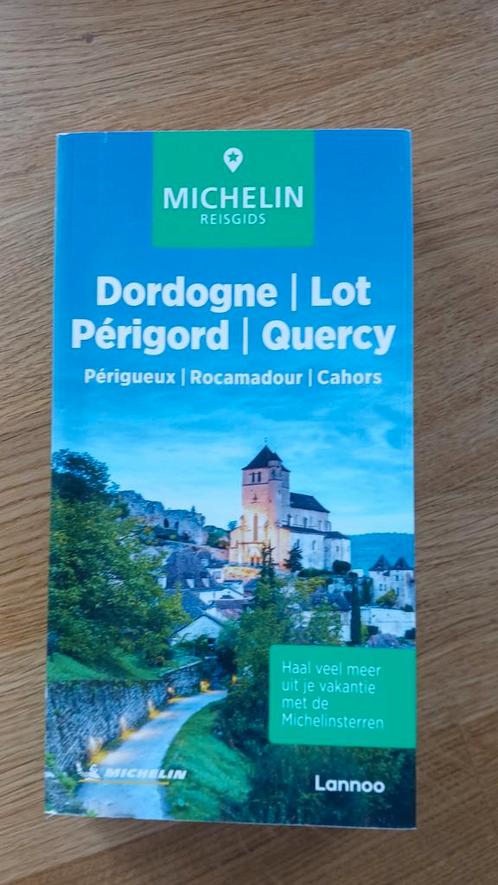 MICHELIN
REISGIDS
Dordogne | Lot
Périgord | Quercy
Périgueux | Rocamadour | Cahors
Haal veel meer
uit je vakantie
met de
Michelinsterren
MICHELIN
Lannoo